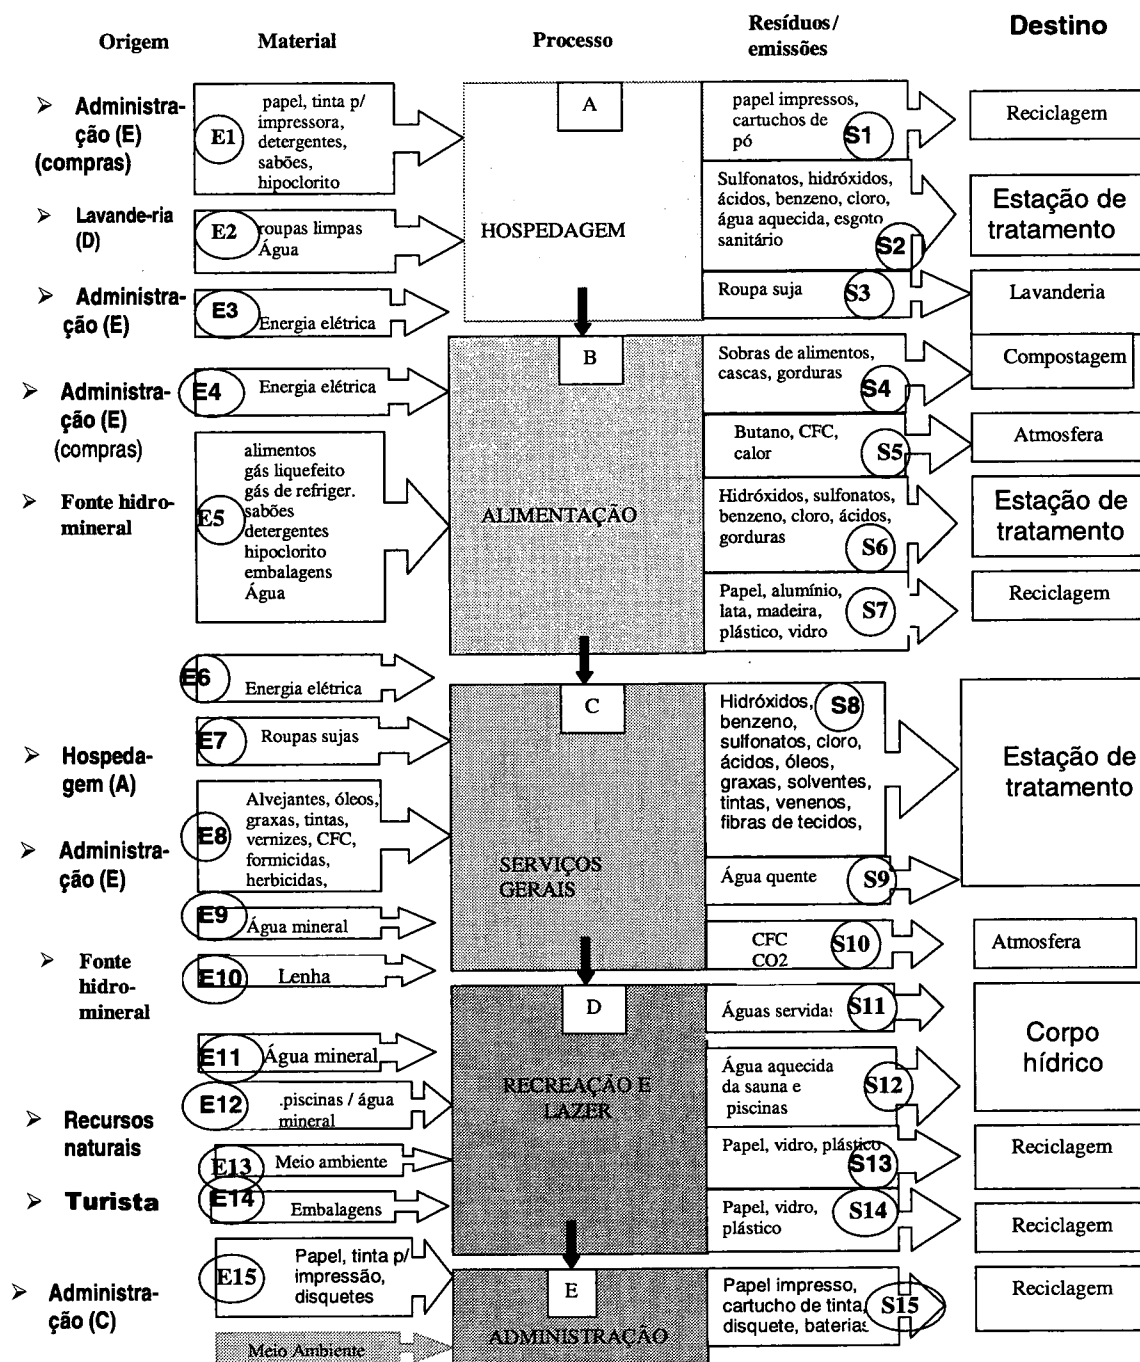 Origem
Material
Processo
Resíduos/
emissões
Destino
Administra-
ção (E)
(compras)
E1
papel, tinta p/
impressora,
detergentes,
sabões,
hipoclorito
A
HOSPEDAGEM
papel impressos,
cartuchos de
pó
S1
Reciclagem
Lavande-ria
(D)
E2
roupas limpas
Água
Sulfonatos, hidróxidos,
ácidos, benzeno, cloro,
água aquecida, esgoto
sanitário
S2
Estação de
tratamento
Administra-
ção (E)
E3
Energia elétrica
Roupa suja
S3
Lavanderia
Administra-
ção (E)
(compras)
E4
Energia elétrica
B
ALIMENTAÇÃO
Sobras de alimentos,
cascas, gorduras
S4
Compostagem
Butano, CFC,
calor
S5
Atmosfera
Fonte hidro-
mineral
E5
alimentos
gás liquefeito
gás de refriger.
sabões
detergentes
hipoclorito
embalagens
Água
Hidróxidos, sulfonatos,
benzeno, cloro, ácidos,
gorduras
S6
Estação de
tratamento
Papel, alumínio,
lata, madeira,
plástico, vidro
S7
Reciclagem
E6
Energia elétrica
C
SERVIÇOS
GERAIS
Hidróxidos,
benzeno,
sulfonatos, cloro,
ácidos, óleos,
graxas, solventes,
tintas, venenos,
fibras de tecidos,
S8
Estação de
tratamento
E7
Roupas sujas
Hospeda-
gem (A)
E8
Alvejantes, óleos,
graxas, tintas,
vernizes, CFC,
formicidas,
herbicidas,
Administra-
ção (E)
Água quente
S9
E9
Água mineral
CFC
CO2
S10
Atmosfera
Fonte
hidro-
mineral
E10
Lenha
D
RECREAÇÃO E
LAZER
Águas servidas
S11
Corpo
hídrico
E11
Água mineral
Água aquecida
da sauna e
piscinas
S12
E12
.piscinas / água
mineral
Recursos
naturais
E13
Meio ambiente
Papel, vidro, plástico
S13
Reciclagem
Turista
E14
Embalagens
Papel, vidro,
plástico
S14
Reciclagem
Administra-
ção (C)
E15
Papel, tinta p/
impressão,
disquetes
E
ADMINISTRAÇÃO
Papel impresso,
cartucho de tinta,
disquete, baterias
S15
Reciclagem
Meio Ambiente